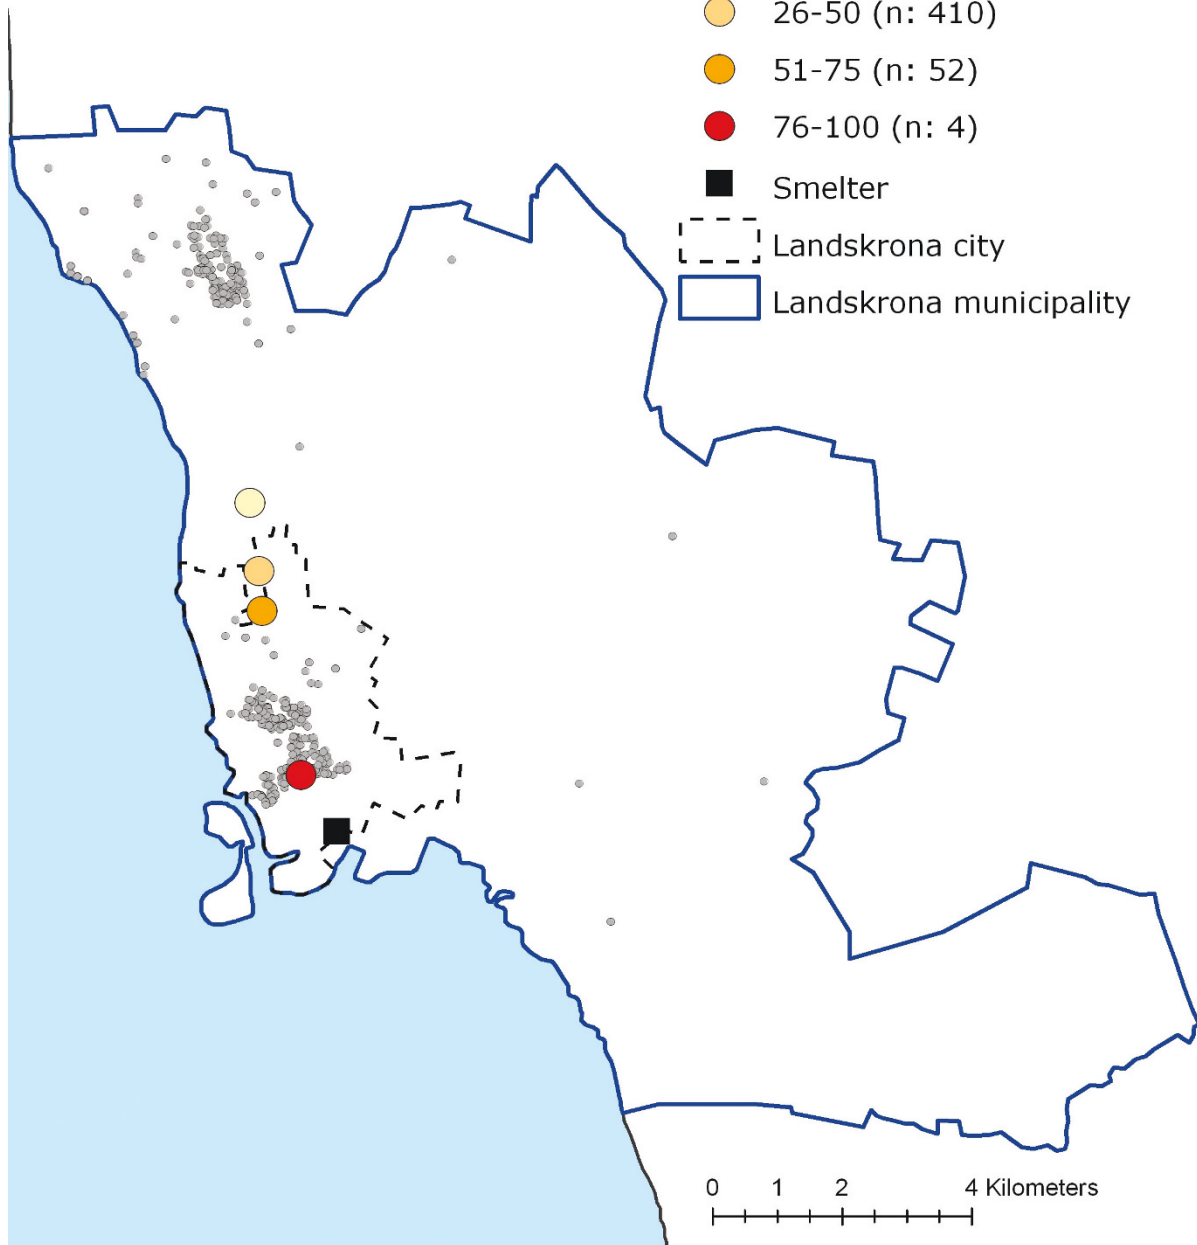 26-50 (n: 410)
51-75 (n: 52)
76-100 (n: 4)
Smelter
Landskrona city
Landskrona municipality
0 1 2 4 Kilometers